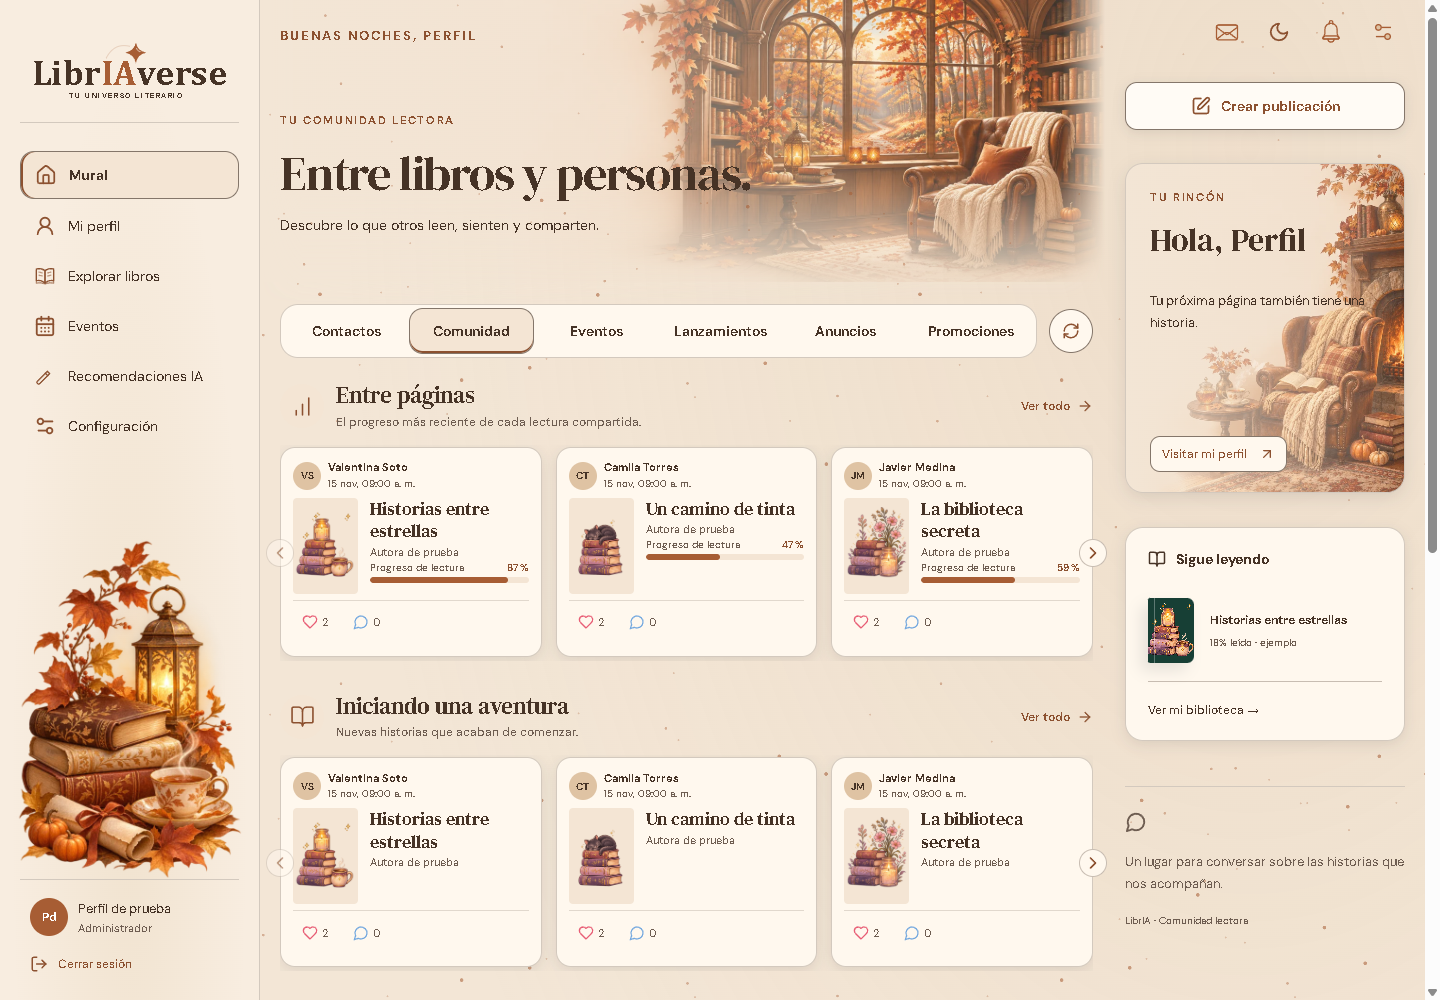 LibrIAverse
TU UNIVERSO LITERARIO
Mural
Mi perfil
Explorar libros
Eventos
Recomendaciones IA
Configuración
Pd
Perfil de prueba
Administrador
Cerrar sesión
BUENAS NOCHES, PERFIL
TU COMUNIDAD LECTORA
Entre libros y personas.
Descubre lo que otros leen, sienten y comparten.
Contactos
Comunidad
Eventos
Lanzamientos
Anuncios
Promociones
Entre páginas
El progreso más reciente de cada lectura compartida.
Ver todo
VS
Valentina Soto
15 nov, 09:00 a. m.
Historias entre
estrellas
Autora de prueba
Progreso de lectura 87 %
2 0
CT
Camila Torres
15 nov, 09:00 a. m.
Un camino de tinta
Autora de prueba
Progreso de lectura 47 %
2 0
JM
Javier Medina
15 nov, 09:00 a. m.
La biblioteca
secreta
Autora de prueba
Progreso de lectura 59 %
2 0
Iniciando una aventura
Nuevas historias que acaban de comenzar.
Ver todo
VS
Valentina Soto
15 nov, 09:00 a. m.
Historias entre
estrellas
Autora de prueba
2 0
CT
Camila Torres
15 nov, 09:00 a. m.
Un camino de tinta
Autora de prueba
2 0
JM
Javier Medina
15 nov, 09:00 a. m.
La biblioteca
secreta
Autora de prueba
2 0
Crear publicación
TU RINCÓN
Hola, Perfil
Tu próxima página también tiene una
historia.
Visitar mi perfil
Sigue leyendo
Historias entre estrellas
18% leído · ejemplo
Ver mi biblioteca →
Un lugar para conversar sobre las historias que
nos acompañan.
LibrIA · Comunidad lectora